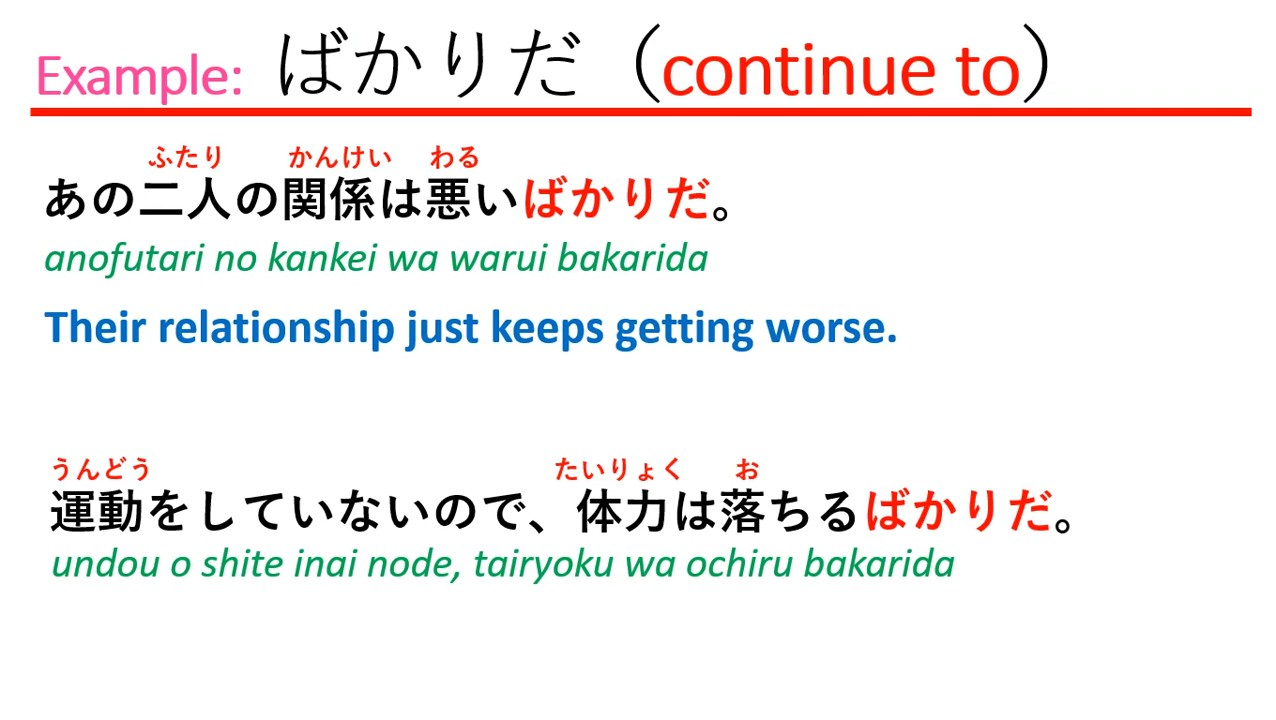 Example: ばかりだ（continue to）
ふたり かんけい わる
あの二人の関係は悪いばかりだ。
anofutari no kankei wa warui bakarida
Their relationship just keeps getting worse.
うんどう たいりょく お
運動をしていないので、体力は落ちるばかりだ。
undou o shite inai node, tairyoku wa ochiru bakarida